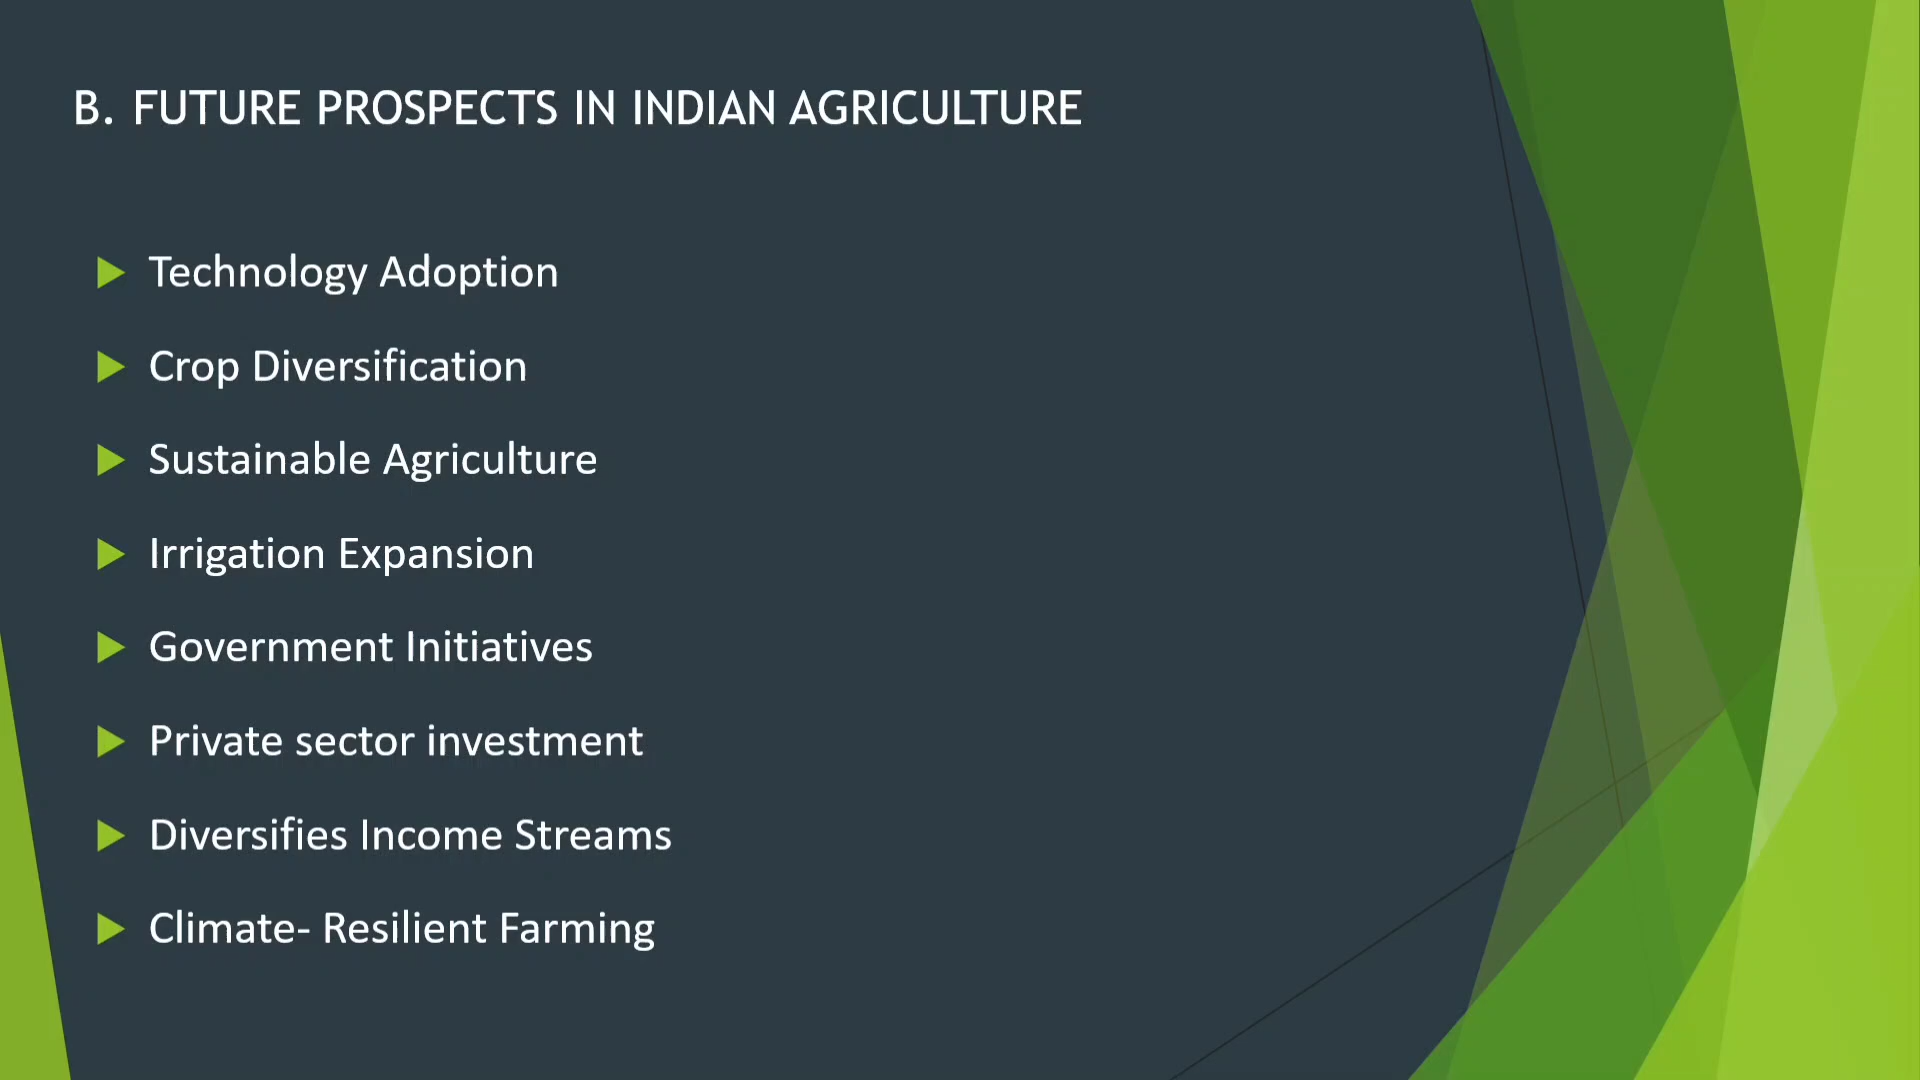 B. FUTURE PROSPECTS IN INDIAN AGRICULTURE
Technology Adoption
Crop Diversification
Sustainable Agriculture
Irrigation Expansion
Government Initiatives
Private sector investment
Diversifies Income Streams
Climate- Resilient Farming